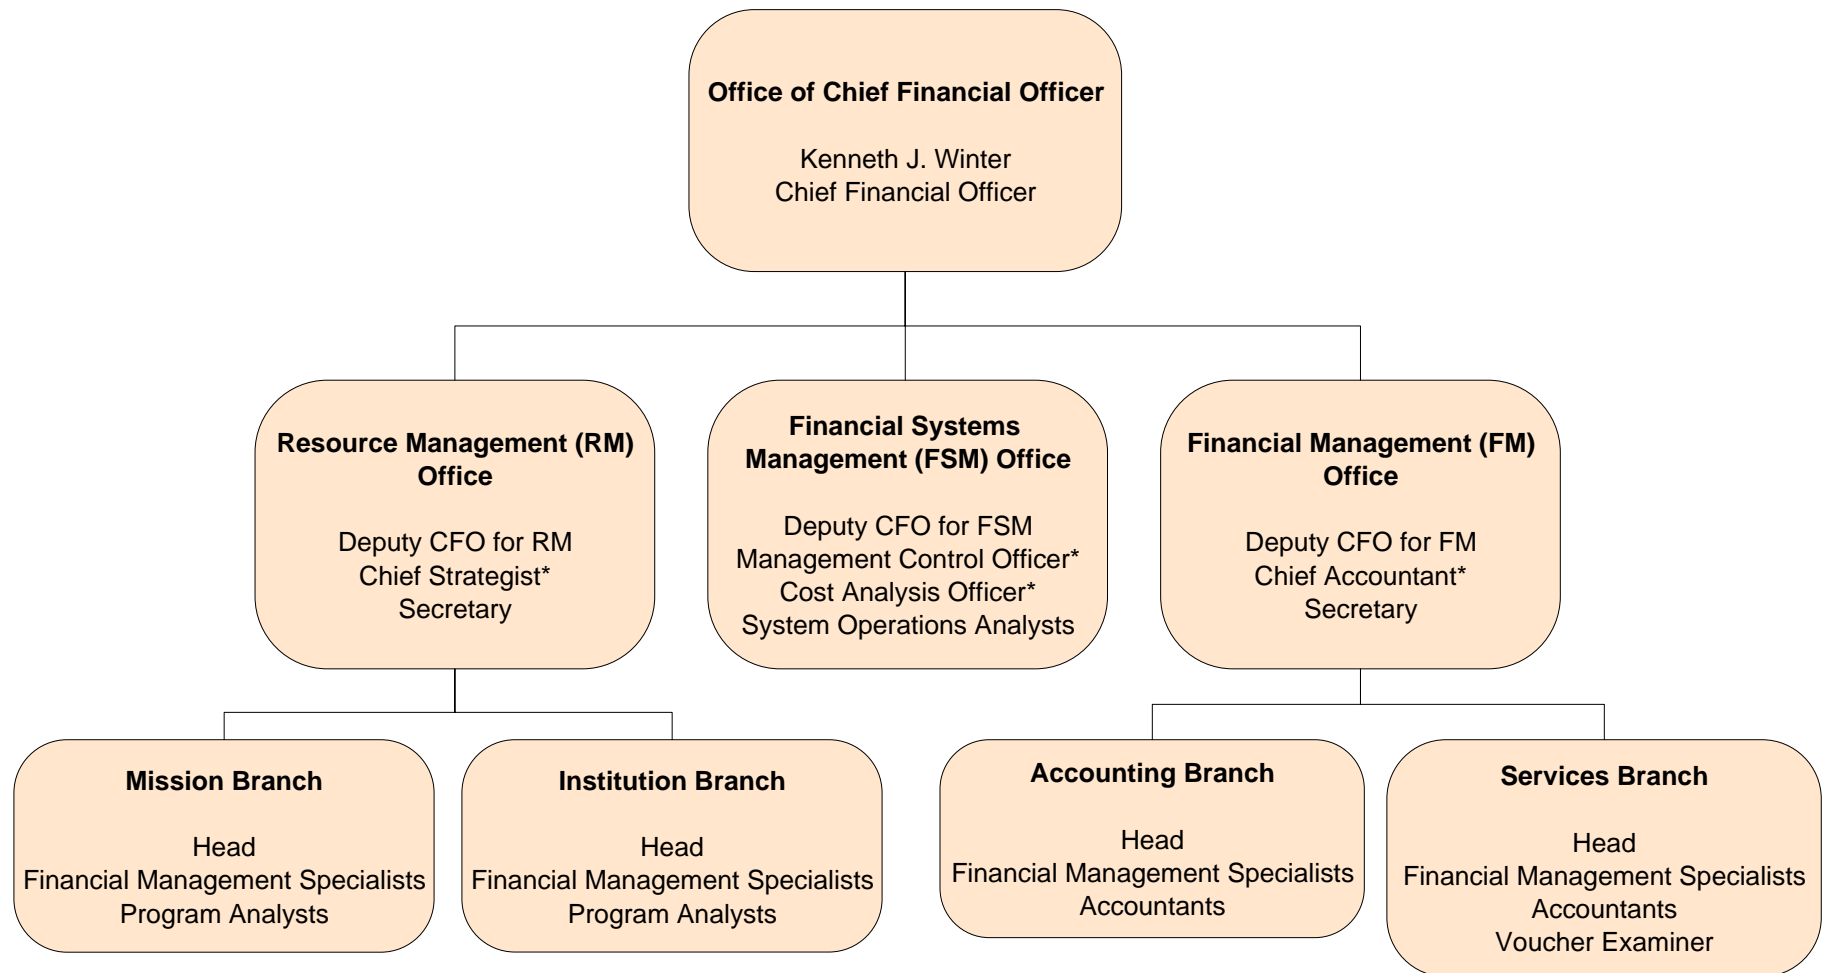 Office of Chief Financial Officer
Kenneth J. Winter
Chief Financial Officer
Resource Management (RM)
Office
Deputy CFO for RM
Chief Strategist*
Secretary
Financial Systems
Management (FSM) Office
Deputy CFO for FSM
Management Control Officer*
Cost Analysis Officer*
System Operations Analysts
Financial Management (FM)
Office
Deputy CFO for FM
Chief Accountant*
Secretary
Mission Branch
Head
Financial Management Specialists
Program Analysts
Institution Branch
Head
Financial Management Specialists
Program Analysts
Accounting Branch
Head
Financial Management Specialists
Accountants
Services Branch
Head
Financial Management Specialists
Accountants
Voucher Examiner